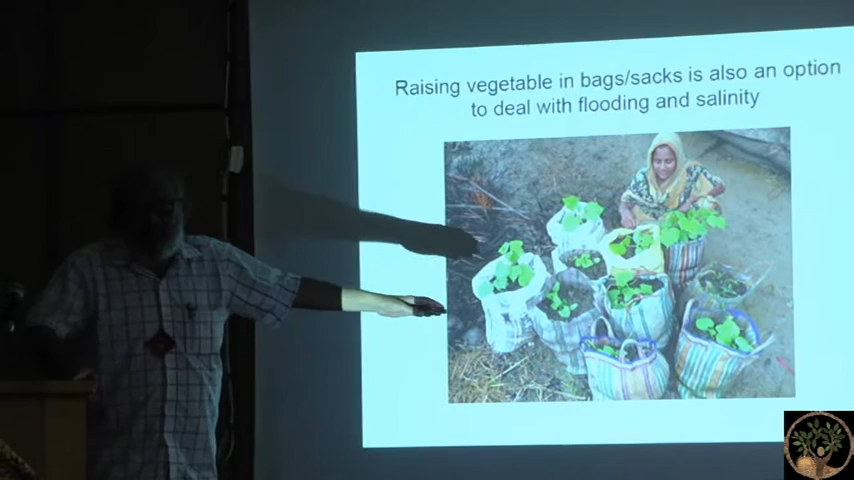 Raising vegetable in bags/sacks is also an option
to deal with flooding and salinity